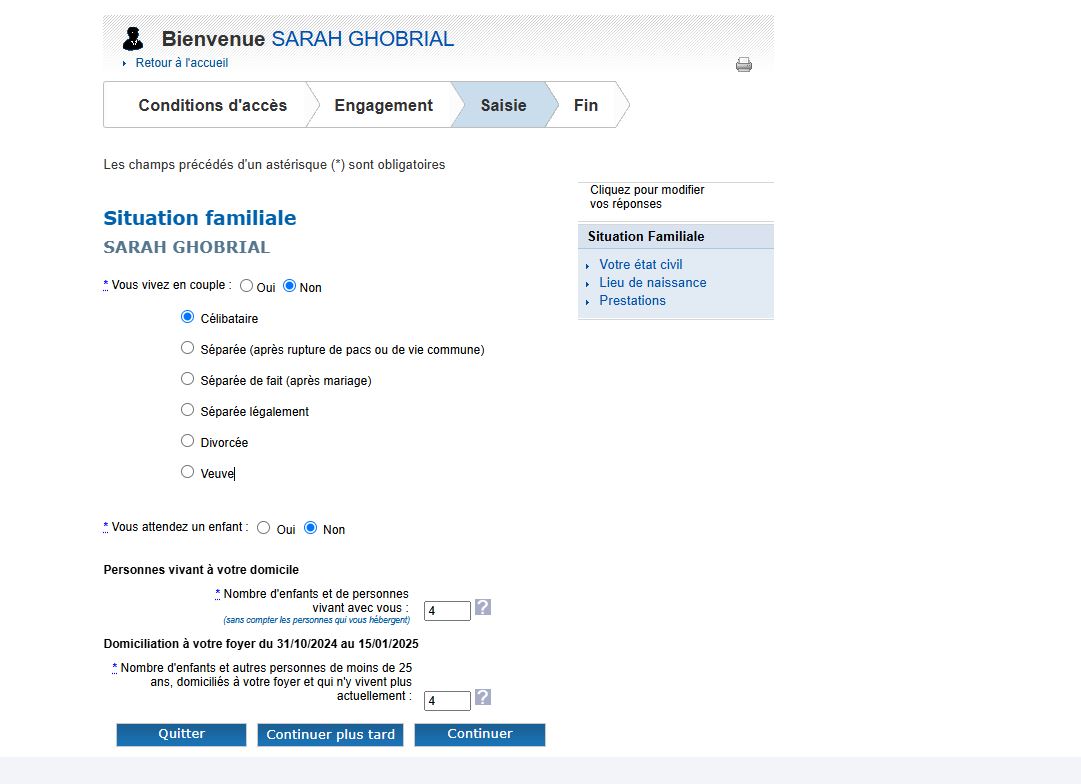 Bienvenue SARAH GHOBRIAL
Retour à l'accueil
Conditions d'accès
Engagement
Saisie
Fin
Les champs précédés d'un astérisque (*) sont obligatoires
Cliquez pour modifier
vos réponses
Situation Familiale
Votre état civil
Lieu de naissance
Prestations
Situation familiale
SARAH GHOBRIAL
* Vous vivez en couple : Oui Non
Célibataire
Séparée (après rupture de pacs ou de vie commune)
Séparée de fait (après mariage)
Séparée légalement
Divorcée
Veuve
* Vous attendez un enfant : Oui Non
Personnes vivant à votre domicile
* Nombre d'enfants et de personnes
vivant avec vous : 4 ?
(sans compter les personnes qui vous hébergent)
Domiciliation à votre foyer du 31/10/2024 au 15/01/2025
* Nombre d'enfants et autres personnes de moins de 25
ans, domiciliés à votre foyer et qui n'y vivent plus
actuellement : 4 ?
Quitter
Continuer plus tard
Continuer